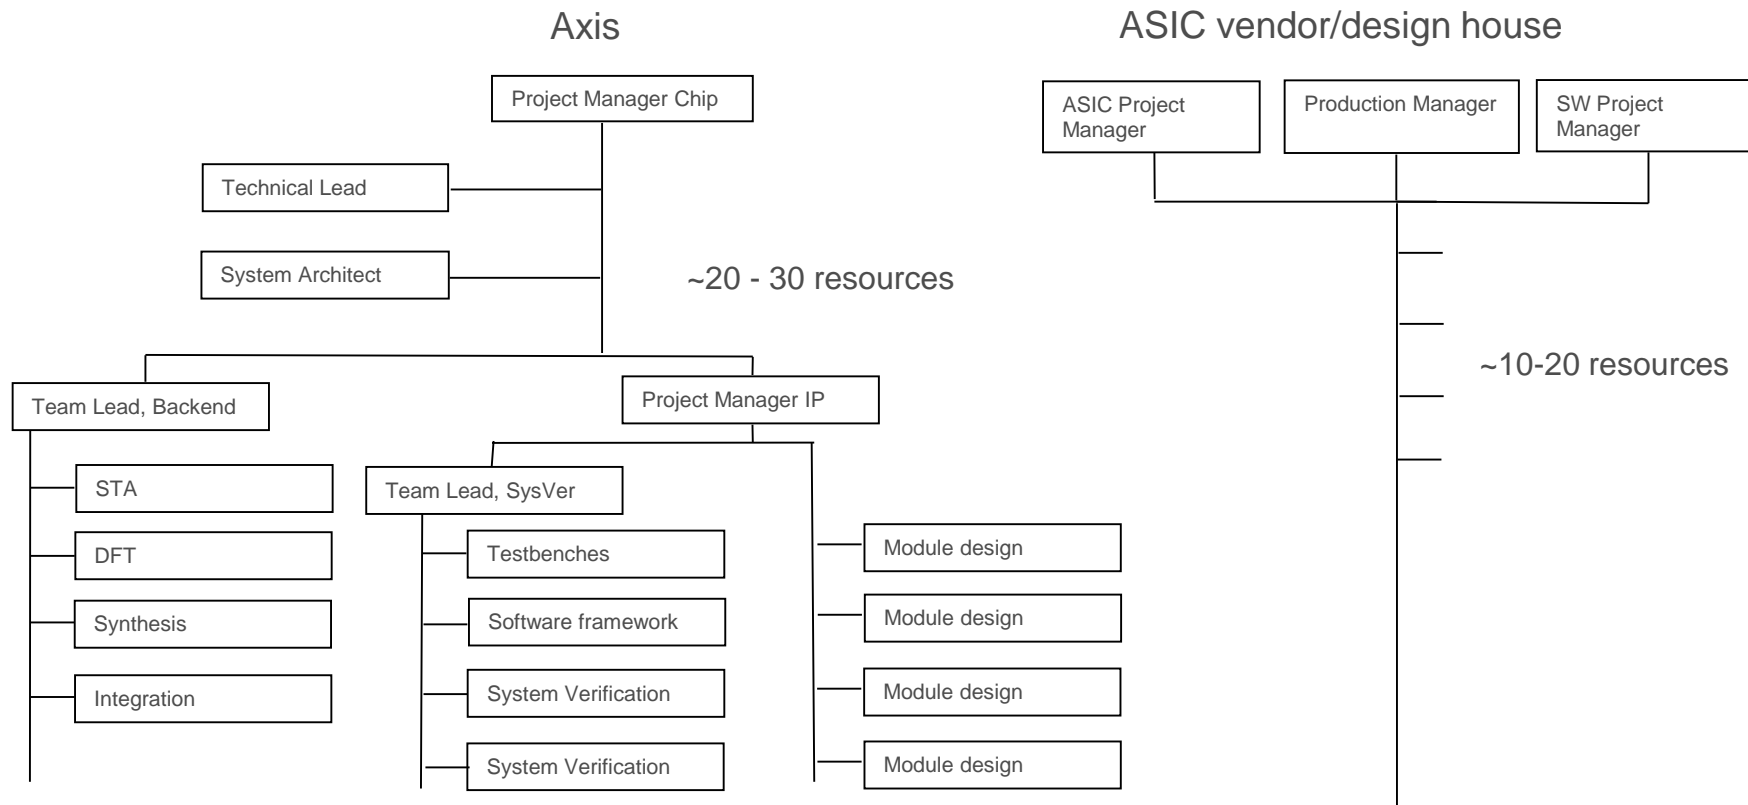 Axis
ASIC vendor/design house
Project Manager Chip
ASIC Project
Manager
Production Manager
SW Project
Manager
Technical Lead
System Architect
~20 - 30 resources
~10-20 resources
Team Lead, Backend
Project Manager IP
STA
DFT
Synthesis
Integration
Team Lead, SysVer
Testbenches
Software framework
System Verification
System Verification
Module design
Module design
Module design
Module design